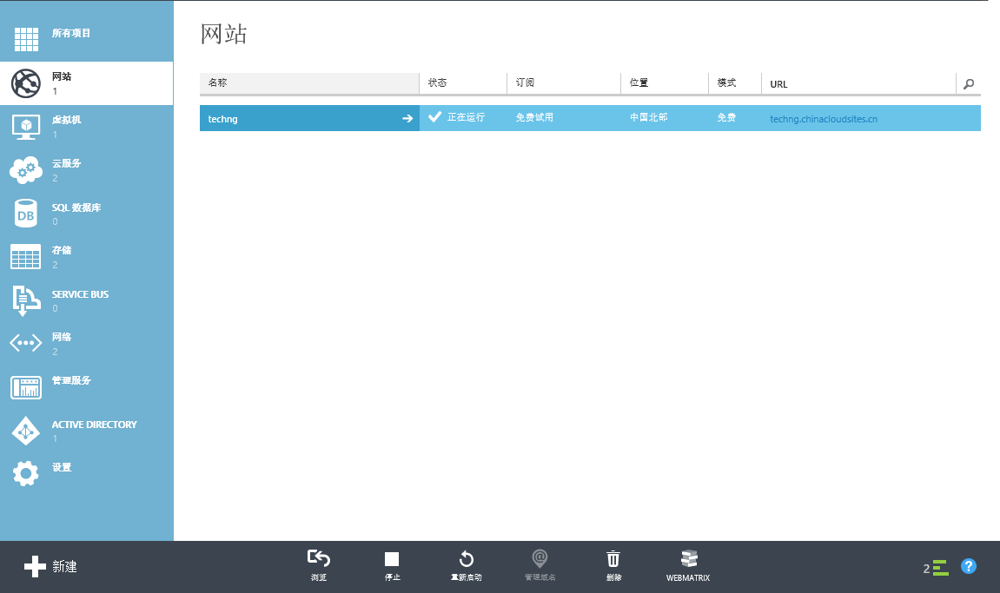 所有项目
网站
1
虚拟机
1
云服务
2
SQL 数据库
0
存储
2
SERVICE BUS
0
网络
2
管理服务
ACTIVE DIRECTORY
1
设置
网站
名称 状态 订阅 位置 模式 URL
techng 正在运行 免费试用 中国北部 免费 techng.chinacloudsites.cn
DB
新建 浏览 停止 重新启动 管理域名 删除 WEBMATRIX 2 ?